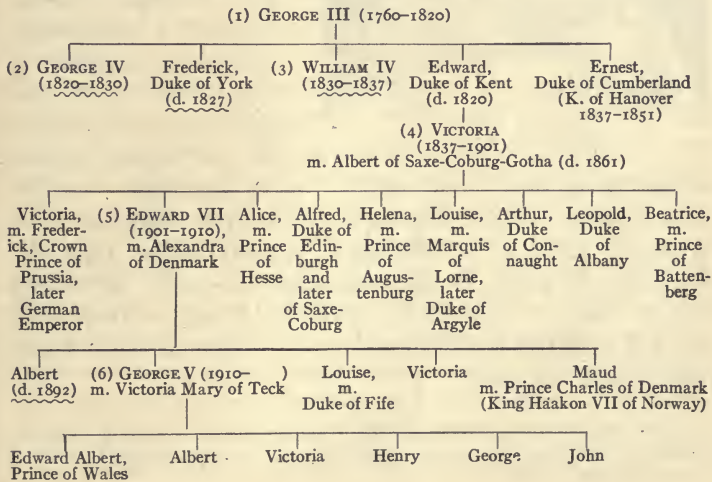 (1) GEORGE III (1760–1820)
(2) GEORGE IV
(1820–1830)
Frederick,
Duke of York
(d. 1827)
(3) WILLIAM IV
(1830–1837)
Edward,
Duke of Kent
(d. 1820)
Ernest,
Duke of Cumberland
(K. of Hanover
1837–1851)
(4) VICTORIA
(1837–1901)
m. Albert of Saxe-Coburg-Gotha (d. 1861)
Victoria,
m. Freder-
ick, Crown
Prince of
Prussia,
later
German
Emperor
(5) EDWARD VII
(1901–1910),
m. Alexandra
of Denmark
Alice,
m.
Prince
of
Hesse
Alfred,
Duke of
Edin-
burgh
and
later
of Saxe-
Coburg
Helena,
m.
Prince
of
Augus-
tenburg
Louise,
m.
Marquis
of
Lorne,
later
Duke of
Argyle
Arthur,
Duke
of Con-
naught
Leopold,
Duke
of
Albany
Beatrice,
m.
Prince
of
Batten-
berg
Albert
(d. 1892)
(6) GEORGE V (1910– )
m. Victoria Mary of Teck
Louise,
m.
Duke of Fife
Victoria
Maud
m. Prince Charles of Denmark
(King Haakon VII of Norway)
Edward Albert,
Prince of Wales
Albert
Victoria
Henry
George
John